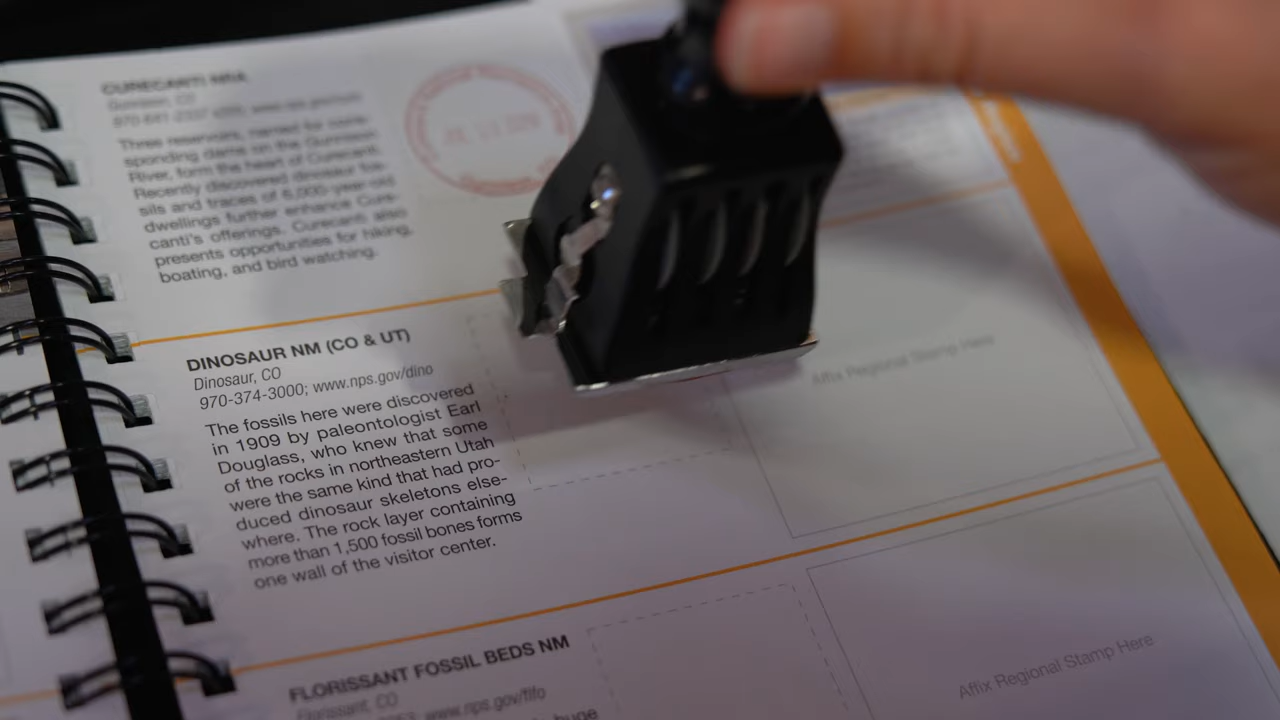 CURECANTI NRA
Gunnison, CO
Three reservoirs, named for corre-
sponding dams on the Gunnison
River, form the heart of Curecanti.
Recently discovered dinosaur fos-
sils and traces of 6,000-year-old
dwellings further enhance Cure-
canti's offerings. Curecanti also
presents opportunities for hiking,
boating, and bird watching.
DINOSAUR NM (CO & UT)
Dinosaur, CO
970-374-3000; www.nps.gov/dino
The fossils here were discovered
in 1909 by paleontologist Earl
Douglass, who knew that some
of the rocks in northeastern Utah
were the same kind that had pro-
duced dinosaur skeletons else-
where. The rock layer containing
more than 1,500 fossil bones forms
one wall of the visitor center.
Affix Regional Stamp Here
FLORISSANT FOSSIL BEDS NM
Florissant, CO
www.nps.gov/flfo
huge
Affix Regional Stamp Here